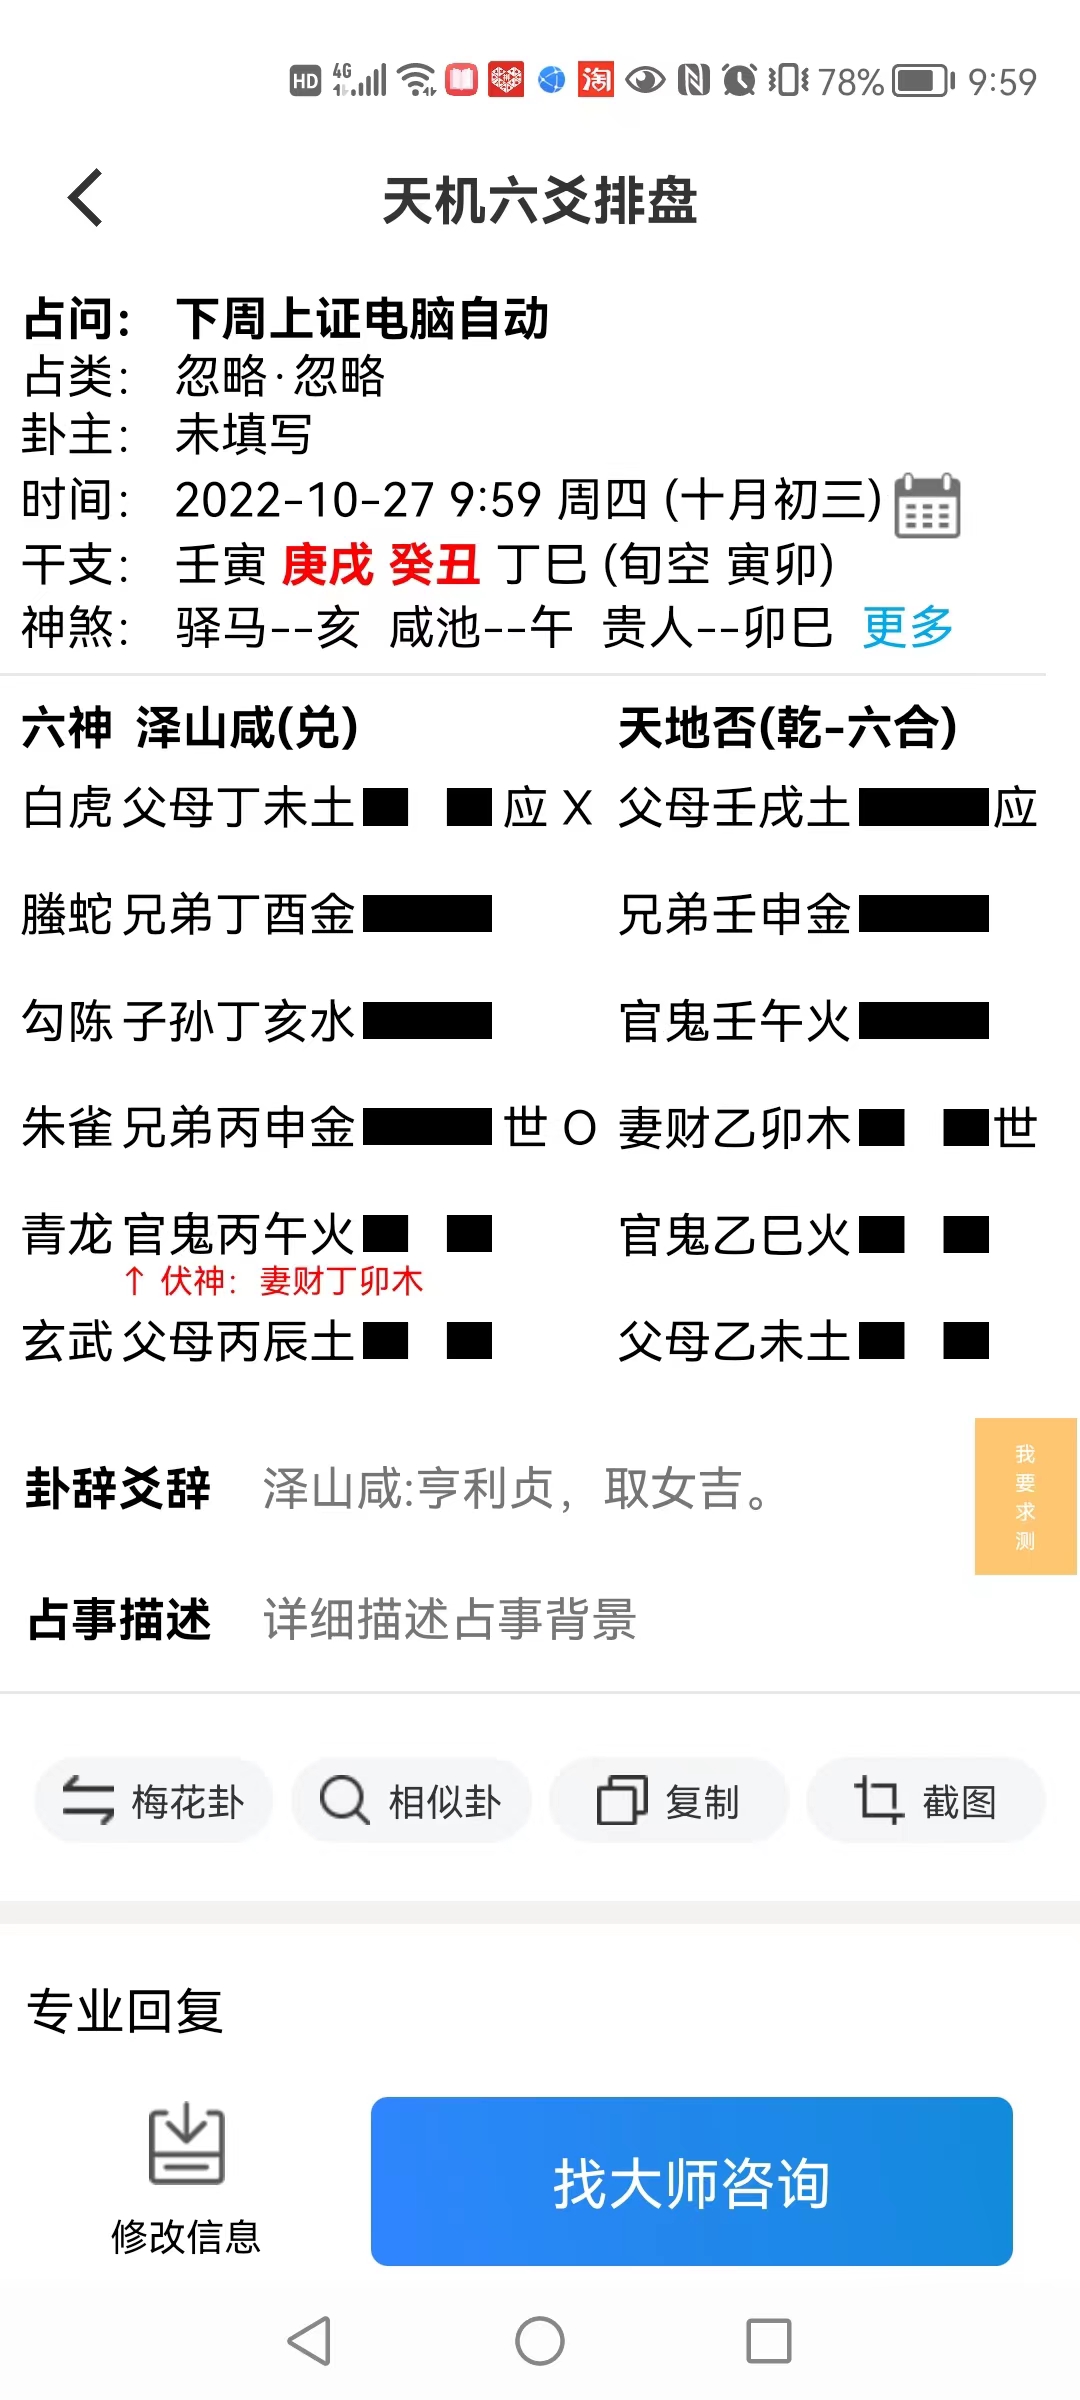 HD 4G 1 淘 78% 9:59
天机六爻排盘
占问： 下周上证电脑自动
占类： 忽略·忽略
卦主： 未填写
时间： 2022-10-27 9:59 周四 (十月初三)
干支： 壬寅 庚戌 癸丑 丁巳 (旬空 寅卯)
神煞： 驿马--亥 咸池--午 贵人--卯巳 更多
六神 泽山咸(兑) 天地否(乾-六合)
白虎 父母丁未土 应 X 父母壬戌土 应
螣蛇 兄弟丁酉金 兄弟壬申金
勾陈 子孙丁亥水 官鬼壬午火
朱雀 兄弟丙申金 世 O 妻财乙卯木 世
青龙 官鬼丙午火 官鬼乙巳火
↑ 伏神：妻财丁卯木
玄武 父母丙辰土 父母乙未土
卦辞爻辞 泽山咸:亨利贞，取女吉。
我要求测
占事描述 详细描述占事背景
梅花卦 相似卦 复制 截图
专业回复
修改信息
找大师咨询